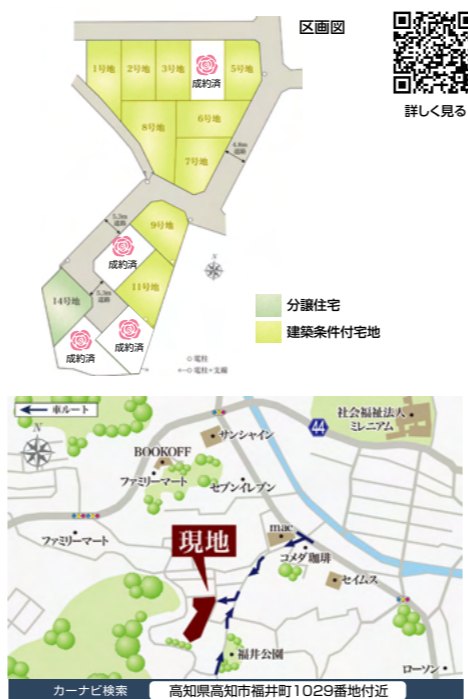 区画図
詳しく見る
1号地
2号地
3号地
成約済
5号地
8号地
6号地
7号地
4.8m
道路
5.3m
道路
9号地
成約済
11号地
5.3m
道路
14号地
成約済
成約済
N
分譲住宅
建築条件付宅地
○電柱
電柱+支線
車ルート
N
サンシャイン
44
社会福祉法人
ミレニアム
BOOKOFF
ファミリーマート
セブンイレブン
ファミリーマート
mac
コメダ珈琲
現地
セイムス
福井公園
ローソン
カーナビ検索
高知県高知市福井町1029番地付近